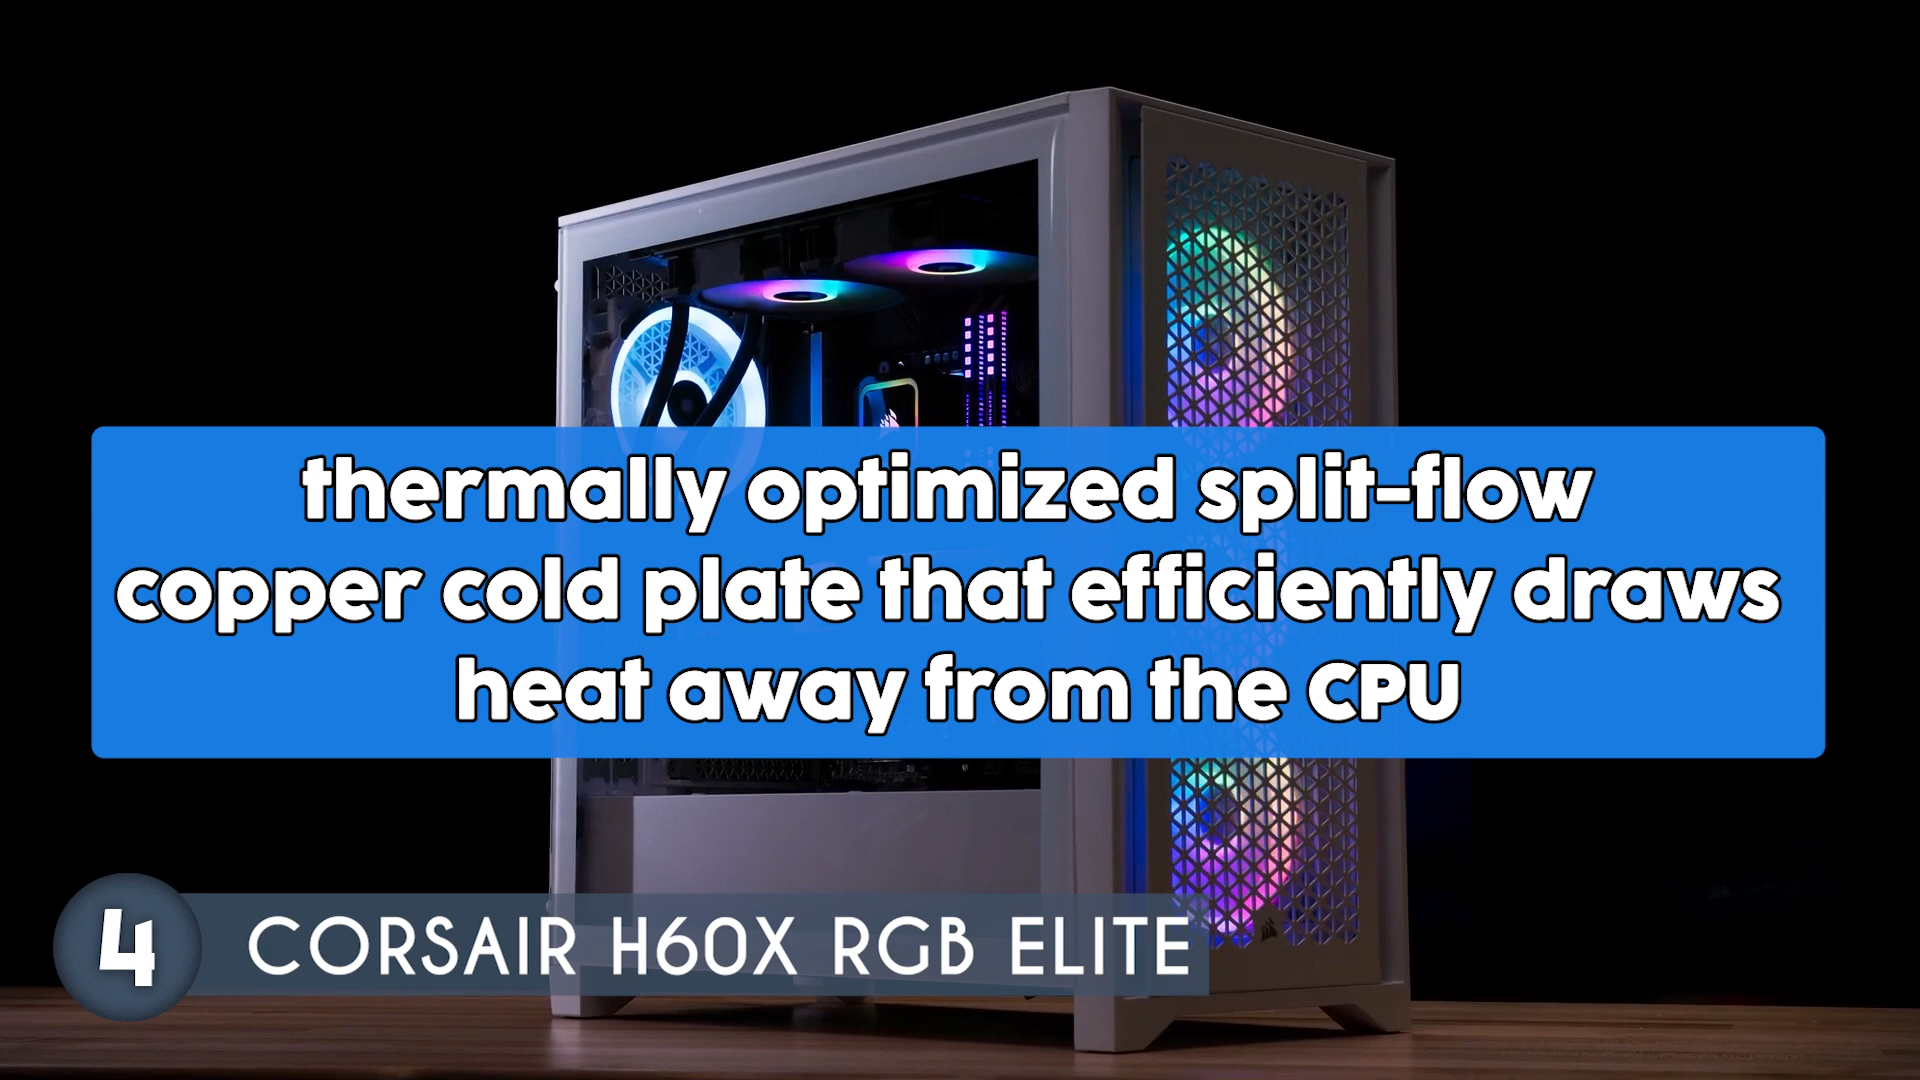 thermally optimized split-flow
copper cold plate that efficiently draws
heat away from the CPU
4 CORSAIR H60X RGB ELITE